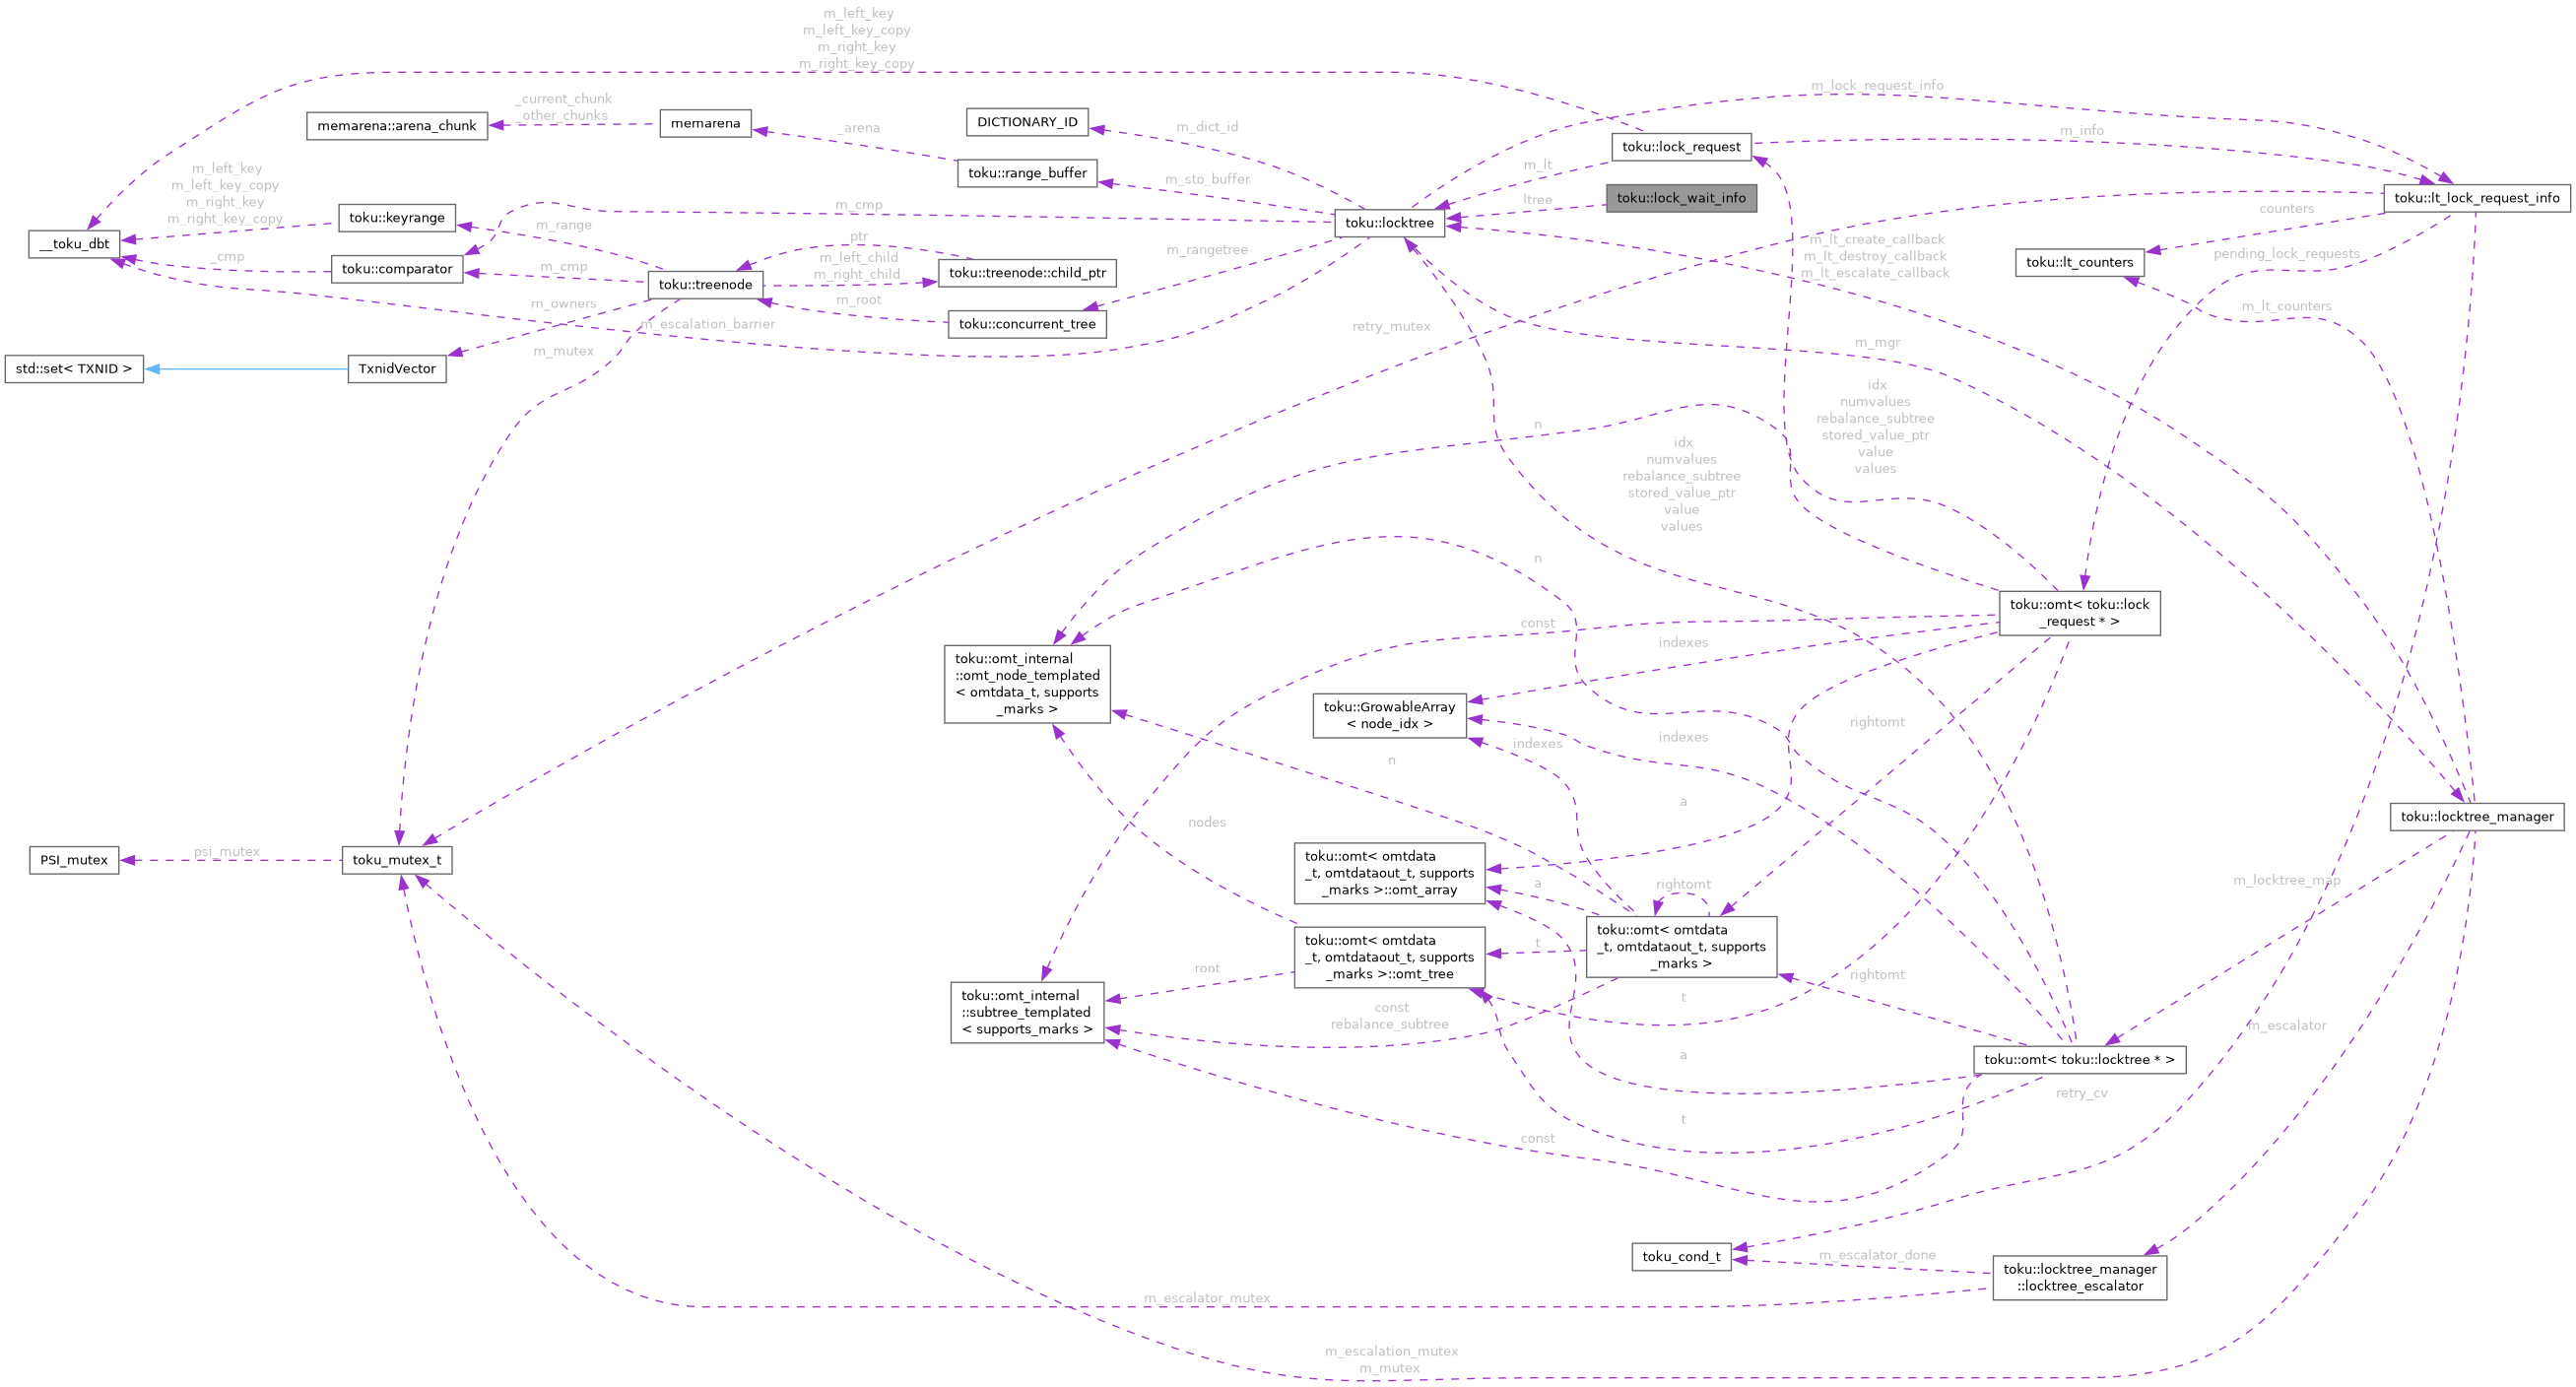 m_left_key
m_left_key_copy
m_right_key
m_right_key_copy
m_lock_request_info
_current_chunk
_other_chunks
memarena::arena_chunk
memarena
_arena
DICTIONARY_ID
m_dict_id
toku::lock_request
m_info
m_lt
toku::range_buffer
m_sto_buffer
m_left_key
m_left_key_copy
m_right_key
m_right_key_copy
toku::keyrange
m_range
m_cmp
toku::locktree
ltree
toku::lock_wait_info
toku::lt_lock_request_info
counters
__toku_dbt
_cmp
toku::comparator
m_cmp
ptr
m_left_child
m_right_child
toku::treenode
toku::treenode::child_ptr
m_rangetree
m_lt_create_callback
m_lt_destroy_callback
m_lt_escalate_callback
toku::lt_counters
pending_lock_requests
m_owners
m_root
toku::concurrent_tree
m_escalation_barrier
retry_mutex
m_lt_counters
m_mgr
m_mutex
std::set< TXNID >
TxnidVector
idx
numvalues
rebalance_subtree
stored_value_ptr
value
values
n
idx
numvalues
rebalance_subtree
stored_value_ptr
value
values
n
toku::omt< toku::lock
_request * >
const
indexes
toku::omt_internal
::omt_node_templated
< omtdata_t, supports
_marks >
toku::GrowableArray
< node_idx >
rightomt
indexes
indexes
n
a
nodes
toku::locktree_manager
PSI_mutex
psi_mutex
toku_mutex_t
toku::omt< omtdata
_t, omtdataout_t, supports
_marks >::omt_array
a
rightomt
m_locktree_map
toku::omt< omtdata
_t, omtdataout_t, supports
_marks >::omt_tree
t
toku::omt< omtdata
_t, omtdataout_t, supports
_marks >
root
rightomt
t
toku::omt_internal
::subtree_templated
< supports_marks >
const
rebalance_subtree
m_escalator
a
toku::omt< toku::locktree * >
retry_cv
t
const
toku_cond_t
m_escalator_done
toku::locktree_manager
::locktree_escalator
m_escalator_mutex
m_escalation_mutex
m_mutex